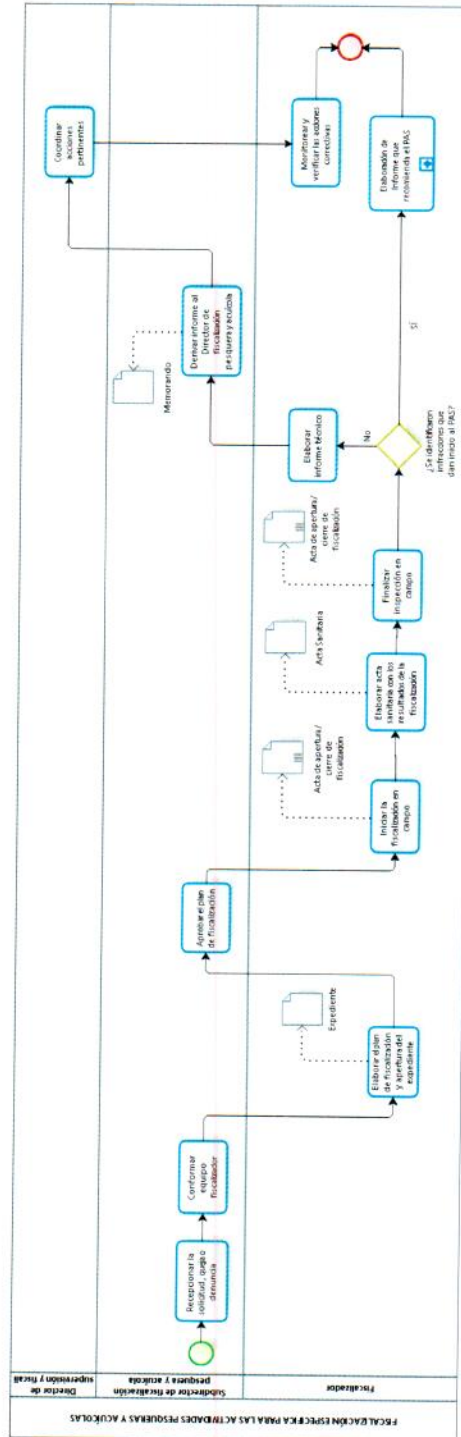 FISCALIZACIÓN ESPECIFICA PARA LAS ACTIVIDADES PESQUERAS Y ACUÍCOLAS
Director de
supervisión y fiscali
Subdirector de fiscalización
pesquera y acuícola
Fiscalizador
Recepcionar la
solicitud, queja o
denuncia
Conformar
equipo
fiscalizador
Elaborar el plan
de fiscalización
y apertura del
expediente
Expediente
Aprobar el plan
de fiscalización
Iniciar la
fiscalización en
campo
Acta de apertura/
cierre de
fiscalización
Elaborar acta
sanitaria con los
resultados de la
fiscalización
Acta Sanitaria
Finalizar
inspección en
campo
Acta de apertura/
cierre de
fiscalización
¿Se identificaron
infracciones que
dan inicio al PAS?
No
SÍ
Elaborar
informe técnico
Derivar informe al
Director de
fiscalización
pesquera y acuícola
Memorando
Coordinar
acciones
pertinentes
Monitorear y
verificar las acciones
correctivas
Elaboración de
Informe que
recomienda el PAS